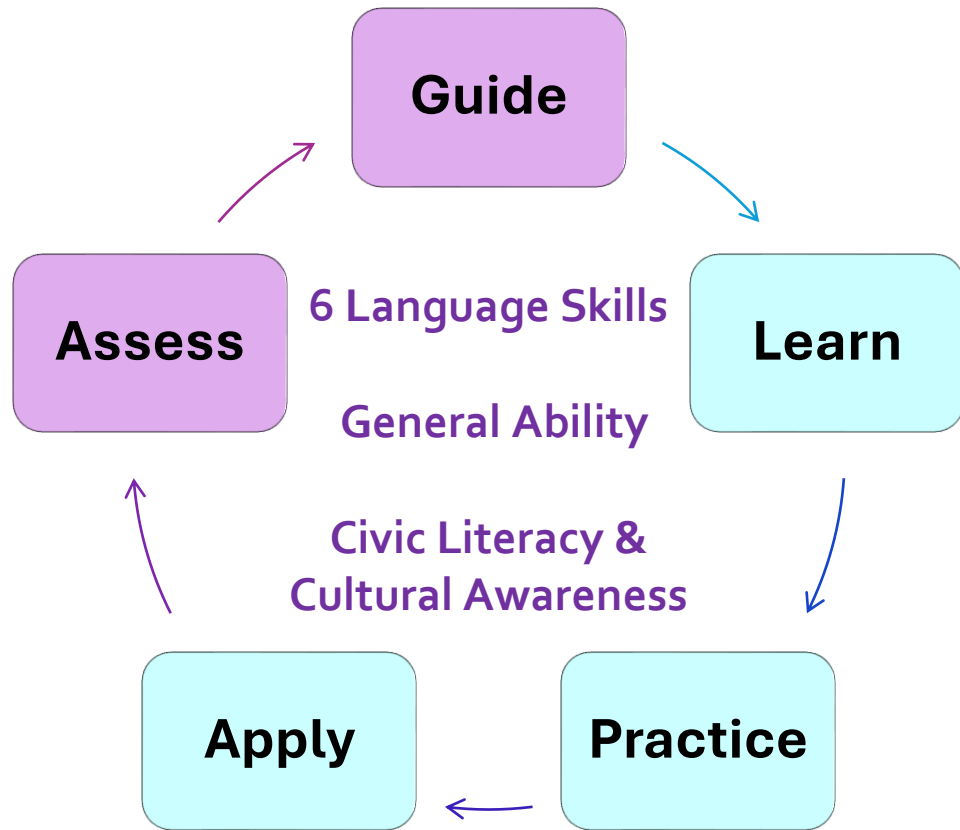 Guide
Assess
6 Language Skills
Learn
General Ability
Civic Literacy &
Cultural Awareness
Apply
Practice